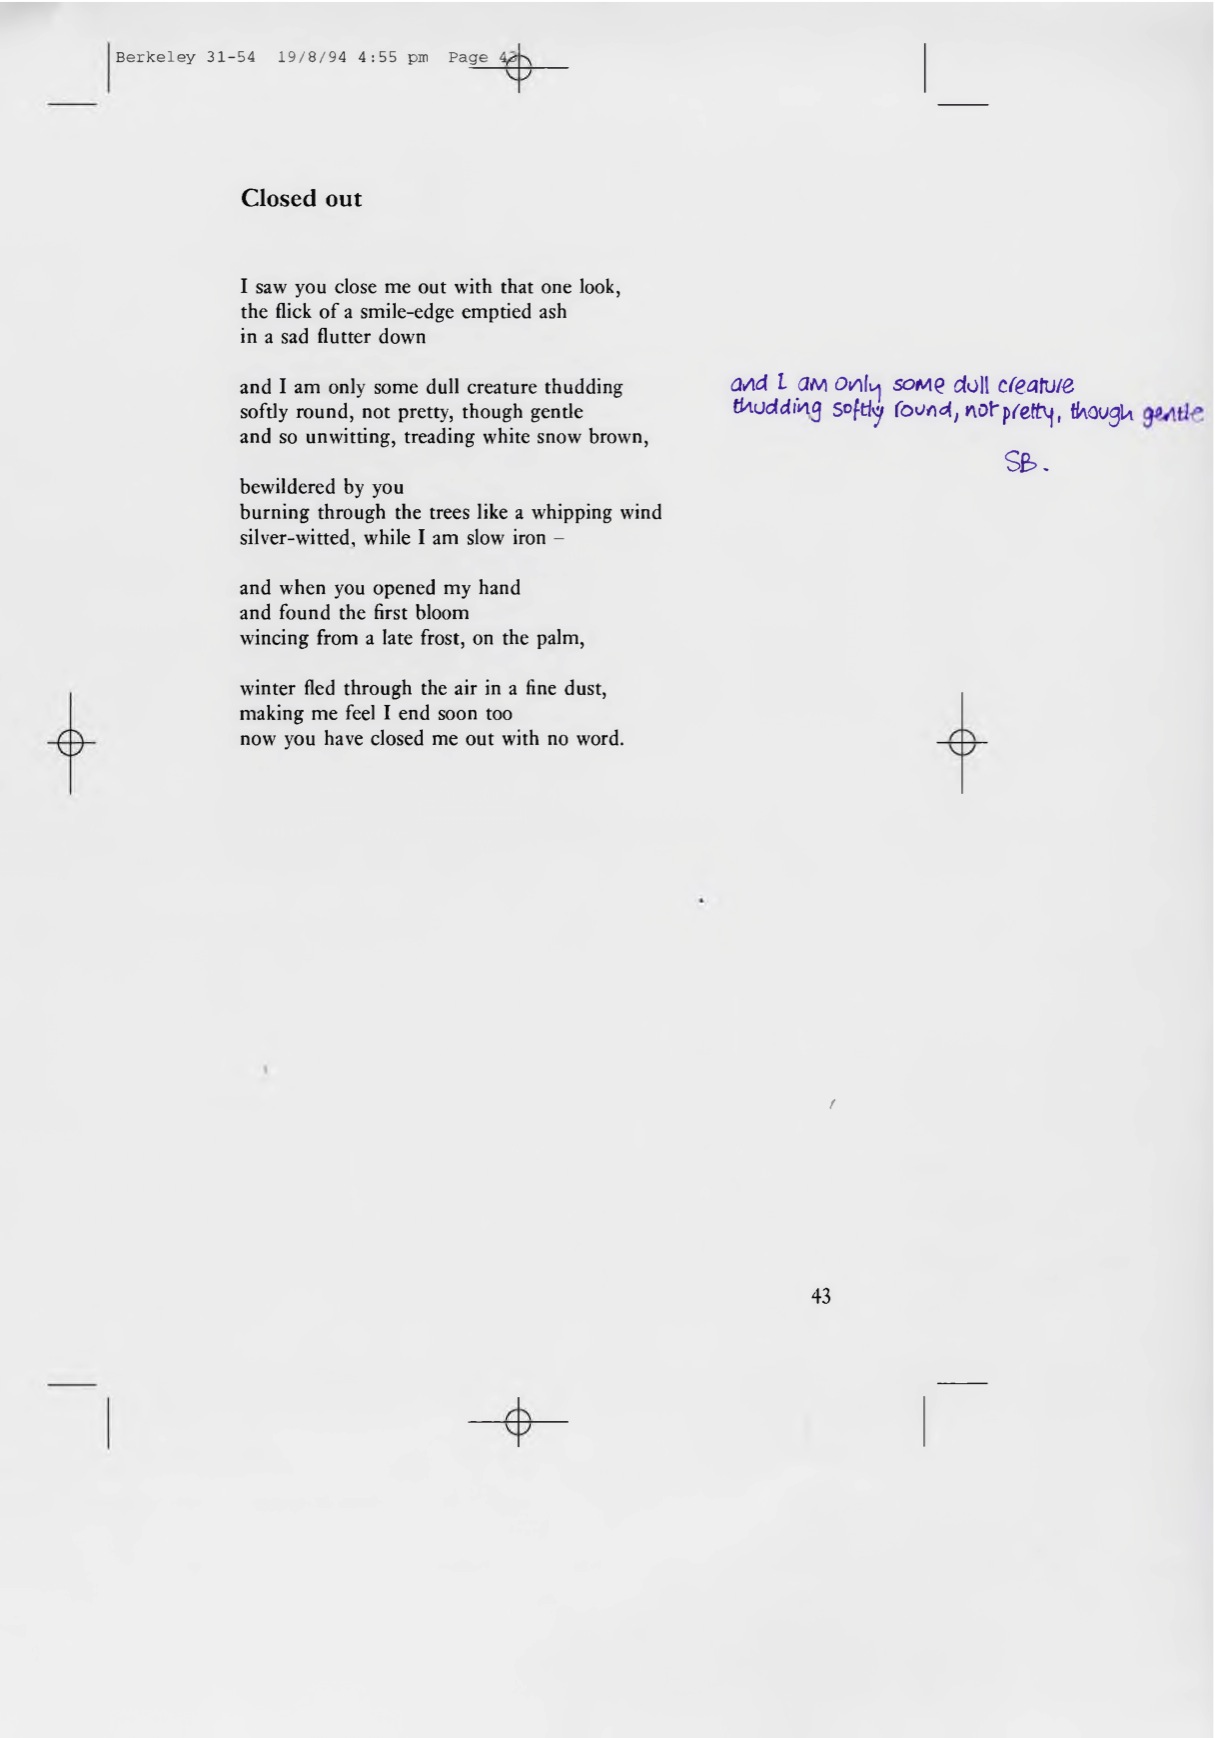 Berkeley 31-54 19/8/94 4:55 pm Page 43
Closed out
I saw you close me out with that one look,
the flick of a smile-edge emptied ash
in a sad flutter down
and I am only some dull creature thudding
softly round, not pretty, though gentle
and so unwitting, treading white snow brown,
and I am only some dull creature
thudding softly round, not pretty, though gentle
SB.
bewildered by you
burning through the trees like a whipping wind
silver-witted, while I am slow iron –
and when you opened my hand
and found the first bloom
wincing from a late frost, on the palm,
winter fled through the air in a fine dust,
making me feel I end soon too
now you have closed me out with no word.
43